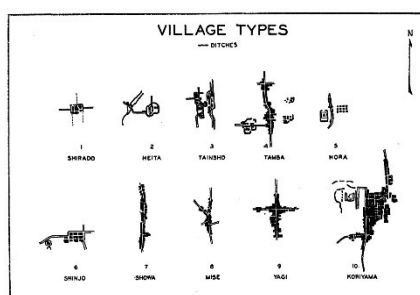 VILLAGE TYPES
DITCHES
N
1 2 3 4 5
SHIRADO HEITA TAINSHO TAMBA HORA
6 7 8 9 10
SHINJO SHOWA MISE YAGI KORIYAMA